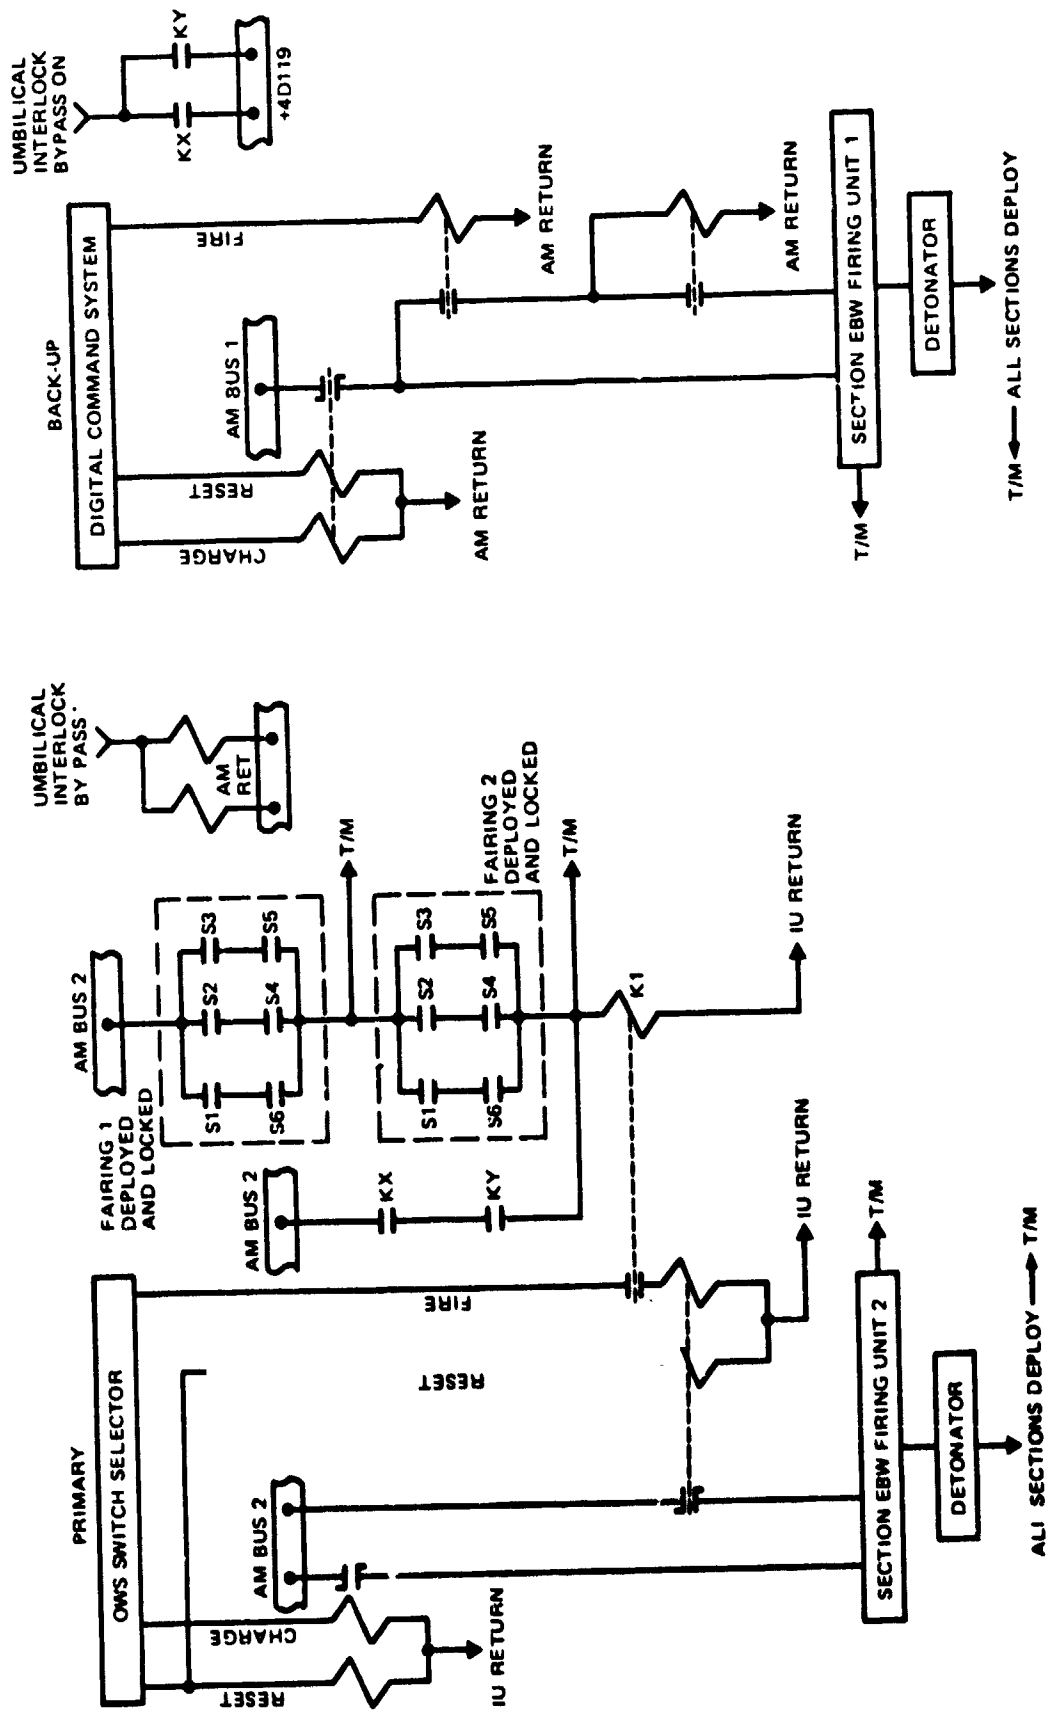 PRIMARY
OWS SWITCH SELECTOR
RESET
CHARGE
IU RETURN
AM BUS 2
RESET
FIRE
IU RETURN
SECTION EBW FIRING UNIT 2
T/M
DETONATOR
ALL SECTIONS DEPLOY
T/M
AM BUS 2
KX
KY
FAIRING 1
DEPLOYED
AND LOCKED
AM BUS 2
S1
S2
S3
S6
S4
S5
T/M
FAIRING 2
DEPLOYED
AND LOCKED
S1
S2
S3
S6
S4
S5
T/M
K1
IU RETURN
UMBILICAL
INTERLOCK
BY PASS
AM
RET
BACK-UP
DIGITAL COMMAND SYSTEM
CHARGE
RESET
AM RETURN
AM BUS 1
FIRE
AM RETURN
AM RETURN
SECTION EBW FIRING UNIT 1
T/M
DETONATOR
T/M
ALL SECTIONS DEPLOY
UMBILICAL
INTERLOCK
BYPASS ON
KX
KY
+4D119